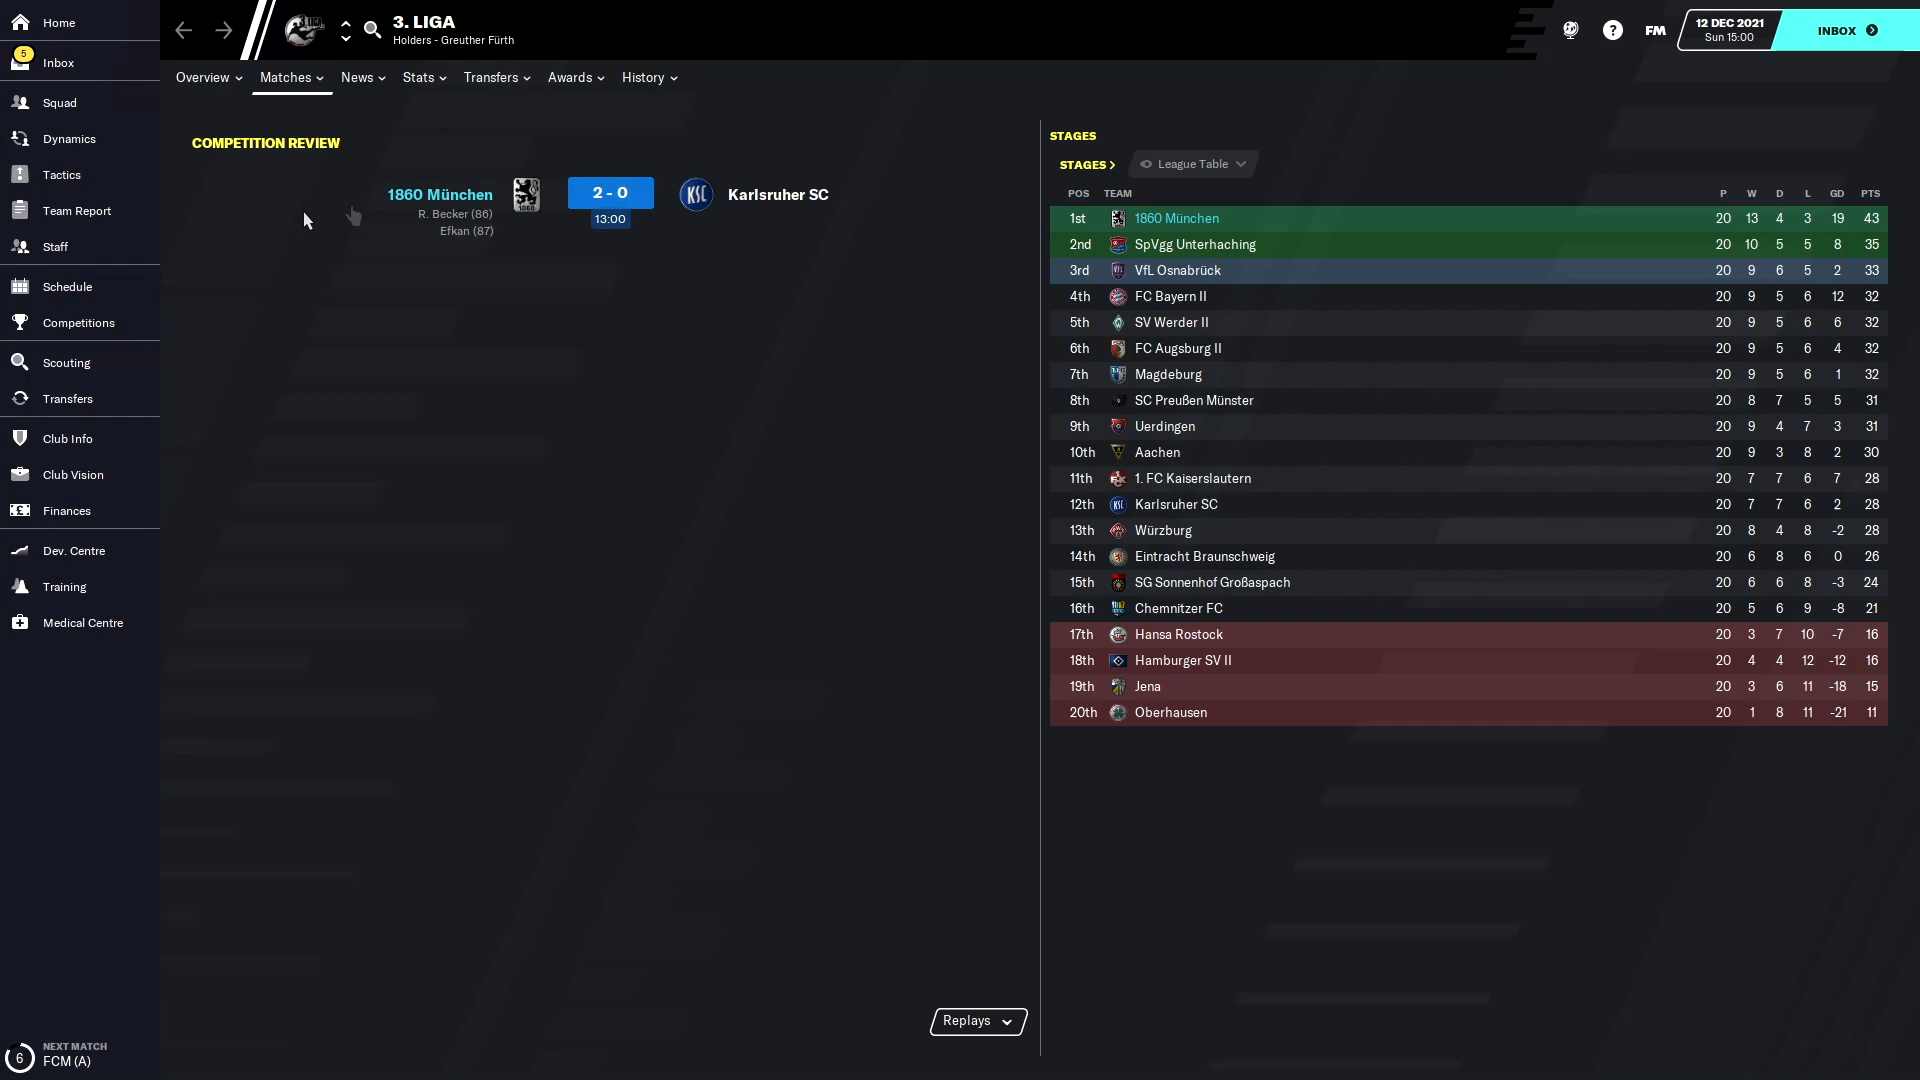 Home
5
Inbox
Squad
Dynamics
Tactics
Team Report
Staff
Schedule
Competitions
Scouting
Transfers
Club Info
Club Vision
Finances
Dev. Centre
Training
Medical Centre
6
NEXT MATCH
FCM (A)
3. LIGA
Holders - Greuther Fürth
?
FM
12 DEC 2021
Sun 15:00
INBOX
Overview
Matches
News
Stats
Transfers
Awards
History
COMPETITION REVIEW
1860 München 2 - 0 KSC Karlsruher SC
R. Becker (86)
Efkan (87)
13:00
Replays
STAGES
STAGES > League Table
POS TEAM P W D L GD PTS
1st 1860 München 20 13 4 3 19 43
2nd SpVgg Unterhaching 20 10 5 5 8 35
3rd VfL Osnabrück 20 9 6 5 2 33
4th FC Bayern II 20 9 5 6 12 32
5th SV Werder II 20 9 5 6 6 32
6th FC Augsburg II 20 9 5 6 4 32
7th Magdeburg 20 9 5 6 1 32
8th SC Preußen Münster 20 8 7 5 5 31
9th Uerdingen 20 9 4 7 3 31
10th Aachen 20 9 3 8 2 30
11th 1. FC Kaiserslautern 20 7 7 6 7 28
12th Karlsruher SC 20 7 7 6 2 28
13th Würzburg 20 8 4 8 -2 28
14th Eintracht Braunschweig 20 6 8 6 0 26
15th SG Sonnenhof Großaspach 20 6 6 8 -3 24
16th Chemnitzer FC 20 5 6 9 -8 21
17th Hansa Rostock 20 3 7 10 -7 16
18th Hamburger SV II 20 4 4 12 -12 16
19th Jena 20 3 6 11 -18 15
20th Oberhausen 20 1 8 11 -21 11